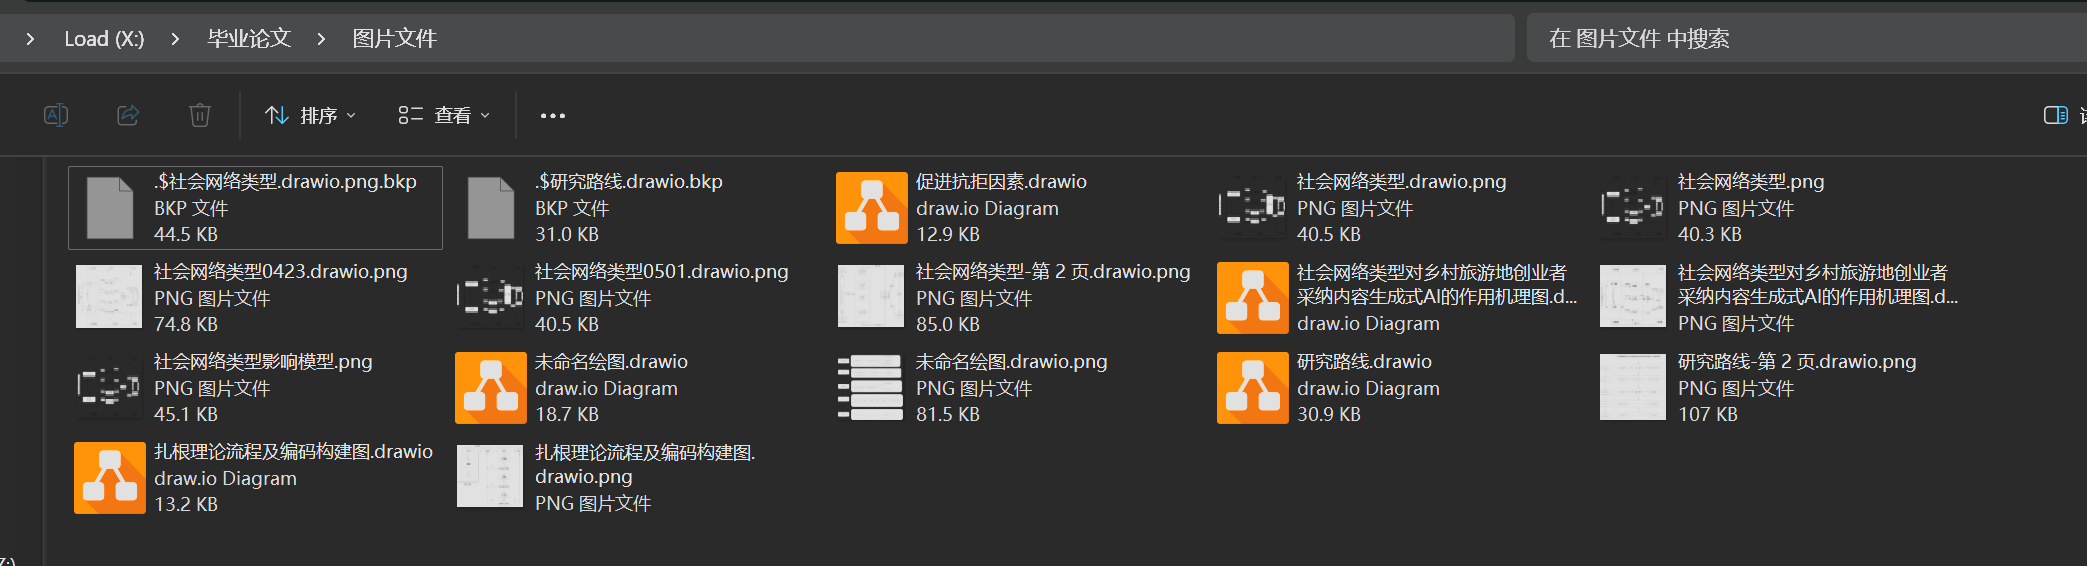 Load (X:) 毕业论文 图片文件
在 图片文件 中搜索
排序 查看
.$社会网络类型.drawio.png.bkp
BKP 文件
44.5 KB
.$研究路线.drawio.bkp
BKP 文件
31.0 KB
促进抗拒因素.drawio
draw.io Diagram
12.9 KB
社会网络类型.drawio.png
PNG 图片文件
40.5 KB
社会网络类型.png
PNG 图片文件
40.3 KB
社会网络类型0423.drawio.png
PNG 图片文件
74.8 KB
社会网络类型0501.drawio.png
PNG 图片文件
40.5 KB
社会网络类型-第 2 页.drawio.png
PNG 图片文件
85.0 KB
社会网络类型对乡村旅游地创业者
采纳内容生成式AI的作用机理图.d...
draw.io Diagram
社会网络类型对乡村旅游地创业者
采纳内容生成式AI的作用机理图.d...
PNG 图片文件
社会网络类型影响模型.png
PNG 图片文件
45.1 KB
未命名绘图.drawio
draw.io Diagram
18.7 KB
未命名绘图.drawio.png
PNG 图片文件
81.5 KB
研究路线.drawio
draw.io Diagram
30.9 KB
研究路线-第 2 页.drawio.png
PNG 图片文件
107 KB
扎根理论流程及编码构建图.drawio
draw.io Diagram
13.2 KB
扎根理论流程及编码构建图.
drawio.png
PNG 图片文件